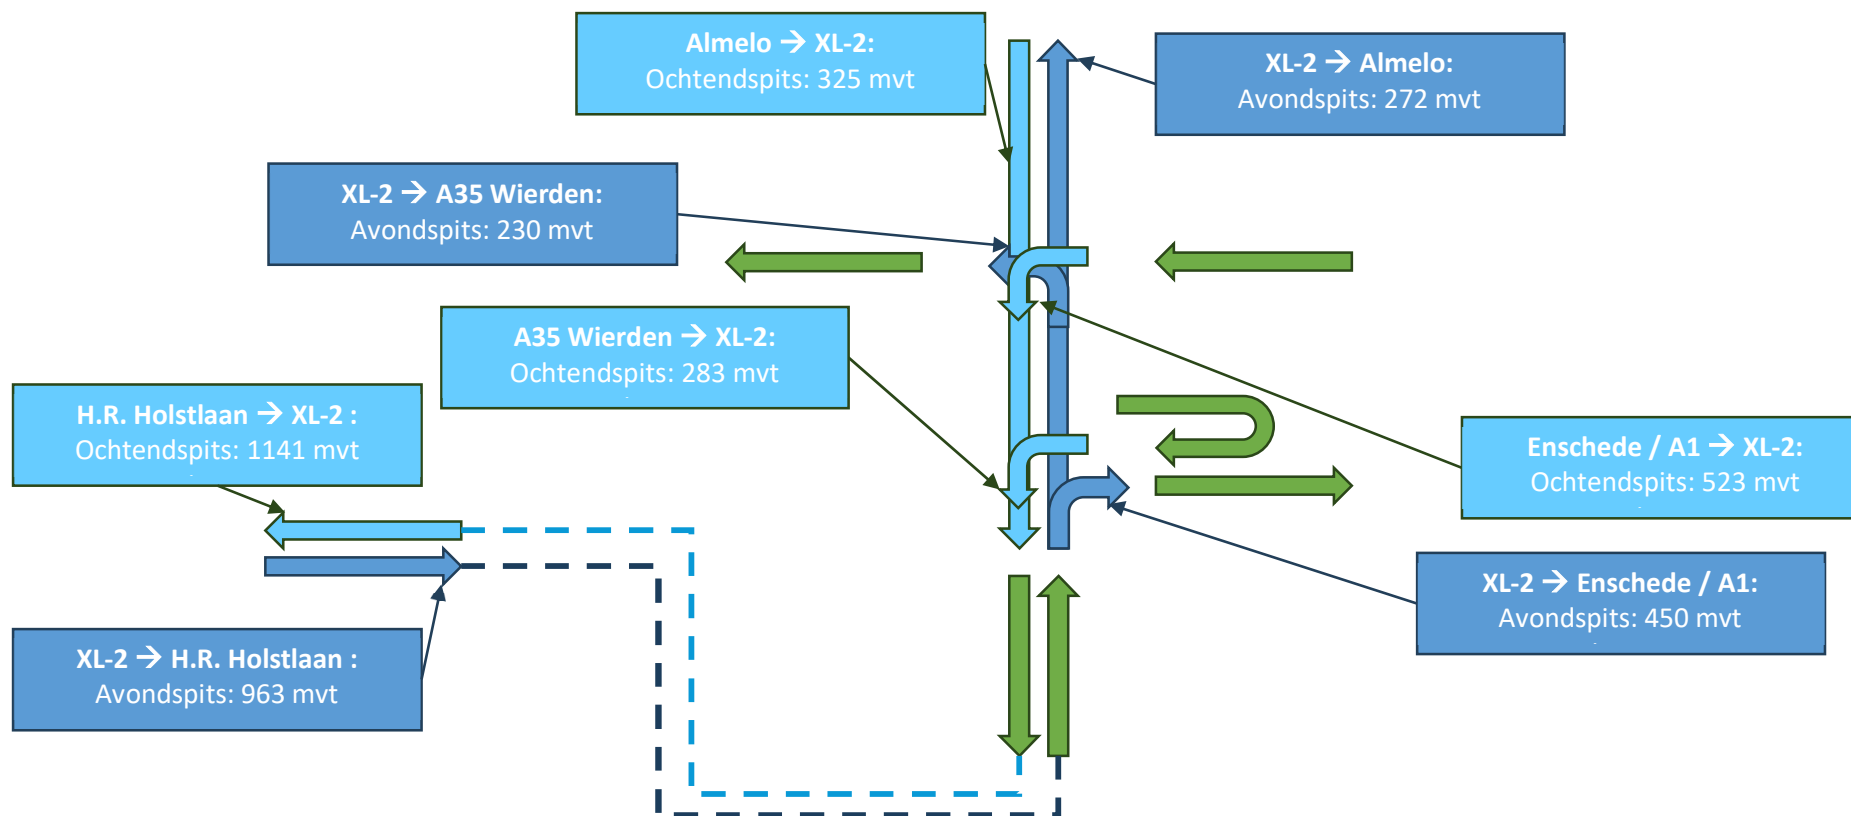 Almelo → XL-2:
Ochtendspits: 325 mvt
XL-2 → Almelo:
Avondspits: 272 mvt
XL-2 → A35 Wierden:
Avondspits: 230 mvt
A35 Wierden → XL-2:
Ochtendspits: 283 mvt
H.R. Holstlaan → XL-2 :
Ochtendspits: 1141 mvt
Enschede / A1 → XL-2:
Ochtendspits: 523 mvt
XL-2 → Enschede / A1:
Avondspits: 450 mvt
XL-2 → H.R. Holstlaan :
Avondspits: 963 mvt